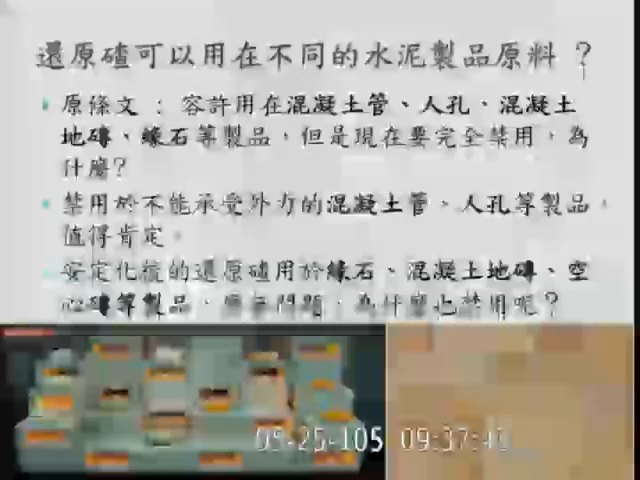 還原碴可以用在不同的水泥製品原料 ?
原條文 : 容許用在混凝土管、人孔、混凝土
地磚、緣石等製品，但是現在要完全禁用，為
什麼?
禁用於不能承受外力的混凝土管、人孔等製品，
值得肯定。
安定化後的還原碴用於緣石、混凝土地磚、空
心磚等製品，應無問題，為什麼也禁用呢?
05-25-105 09:37:4